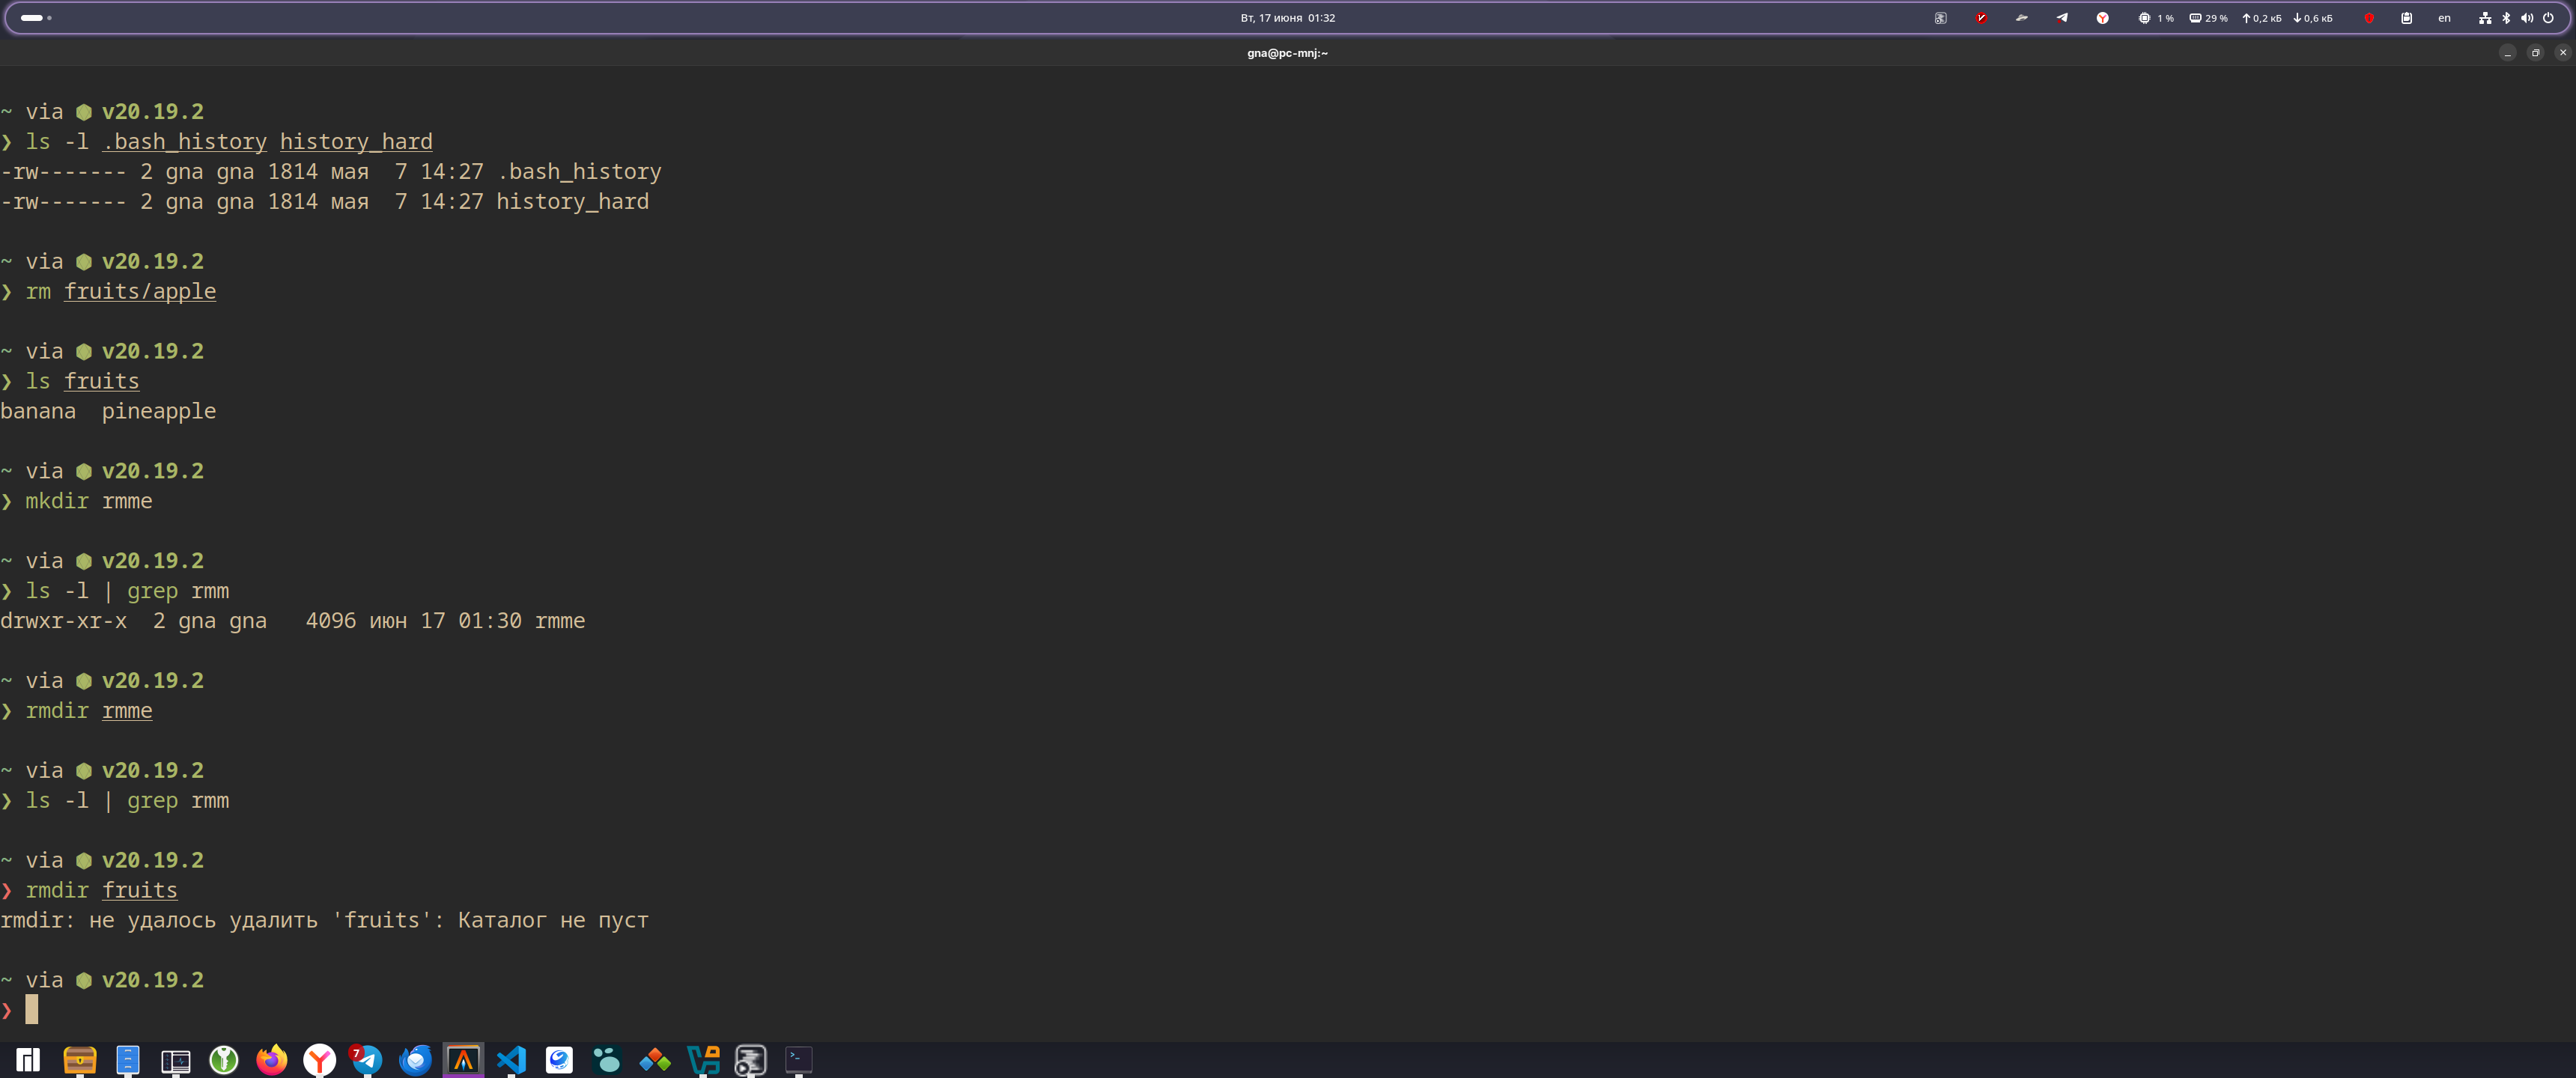 Вт, 17 июня 01:32
1 % 29 % 0,2 кБ 0,6 кБ en
gna@pc-mnj:~
~ via v20.19.2
❯ ls -l .bash_history history_hard
-rw------- 2 gna gna 1814 мая  7 14:27 .bash_history
-rw------- 2 gna gna 1814 мая  7 14:27 history_hard
~ via v20.19.2
❯ rm fruits/apple
~ via v20.19.2
❯ ls fruits
banana  pineapple
~ via v20.19.2
❯ mkdir rmme
~ via v20.19.2
❯ ls -l | grep rmm
drwxr-xr-x  2 gna gna   4096 июн 17 01:30 rmme
~ via v20.19.2
❯ rmdir rmme
~ via v20.19.2
❯ ls -l | grep rmm
~ via v20.19.2
❯ rmdir fruits
rmdir: не удалось удалить 'fruits': Каталог не пуст
~ via v20.19.2
❯
7